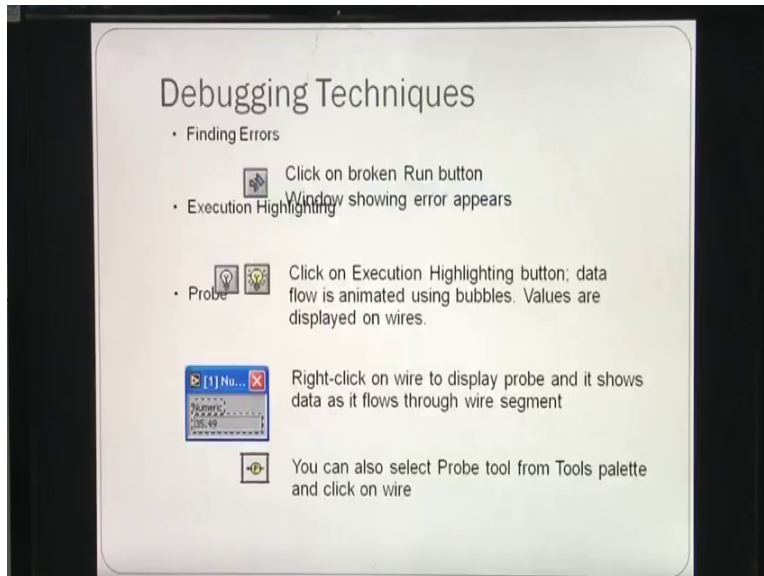 Debugging Techniques
• Finding Errors
Click on broken Run button
Window showing error appears
• Execution Highlighting
Click on Execution Highlighting button; data
flow is animated using bubbles. Values are
displayed on wires.
• Probe
[1] Nu...
Numeric
35.49
Right-click on wire to display probe and it shows
data as it flows through wire segment
P
You can also select Probe tool from Tools palette
and click on wire